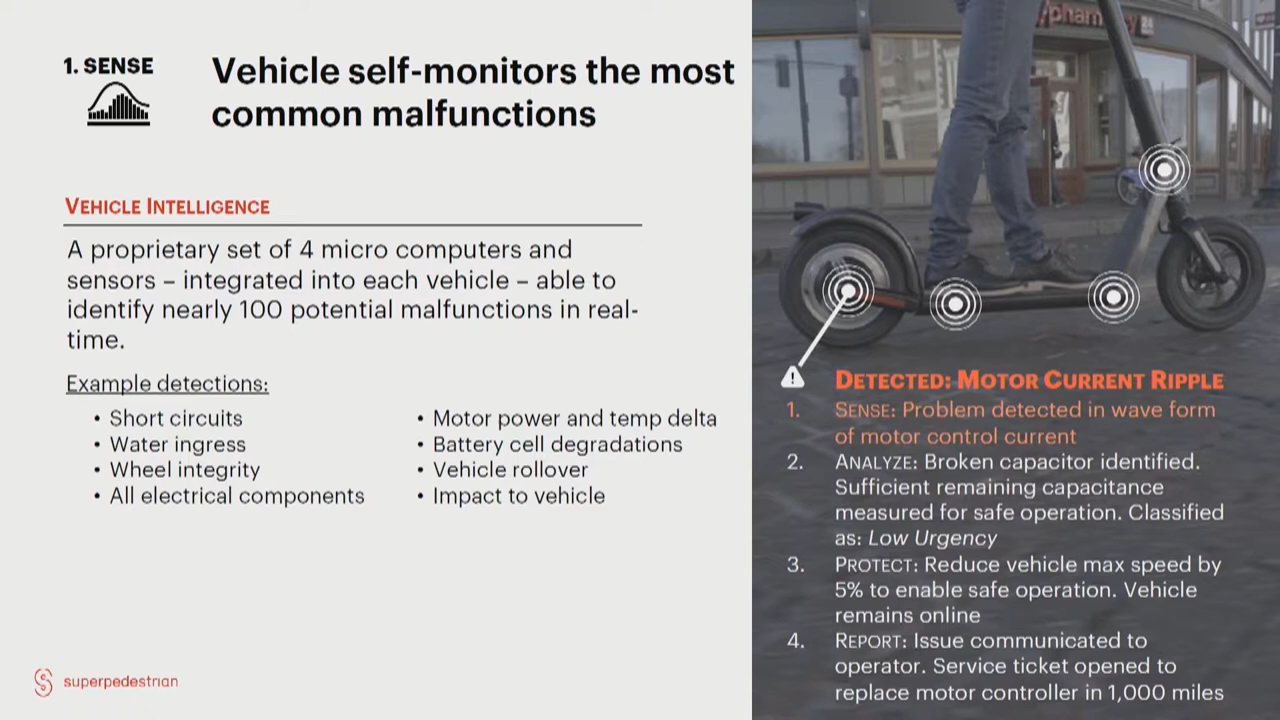 1. SENSE
Vehicle self-monitors the most
common malfunctions
VEHICLE INTELLIGENCE
A proprietary set of 4 micro computers and
sensors – integrated into each vehicle – able to
identify nearly 100 potential malfunctions in real-
time.
Example detections:
• Short circuits
• Water ingress
• Wheel integrity
• All electrical components
• Motor power and temp delta
• Battery cell degradations
• Vehicle rollover
• Impact to vehicle
superpedestrian
pharmacy
!
DETECTED: MOTOR CURRENT RIPPLE
1. SENSE: Problem detected in wave form
of motor control current
2. ANALYZE: Broken capacitor identified.
Sufficient remaining capacitance
measured for safe operation. Classified
as: Low Urgency
3. PROTECT: Reduce vehicle max speed by
5% to enable safe operation. Vehicle
remains online
4. REPORT: Issue communicated to
operator. Service ticket opened to
replace motor controller in 1,000 miles